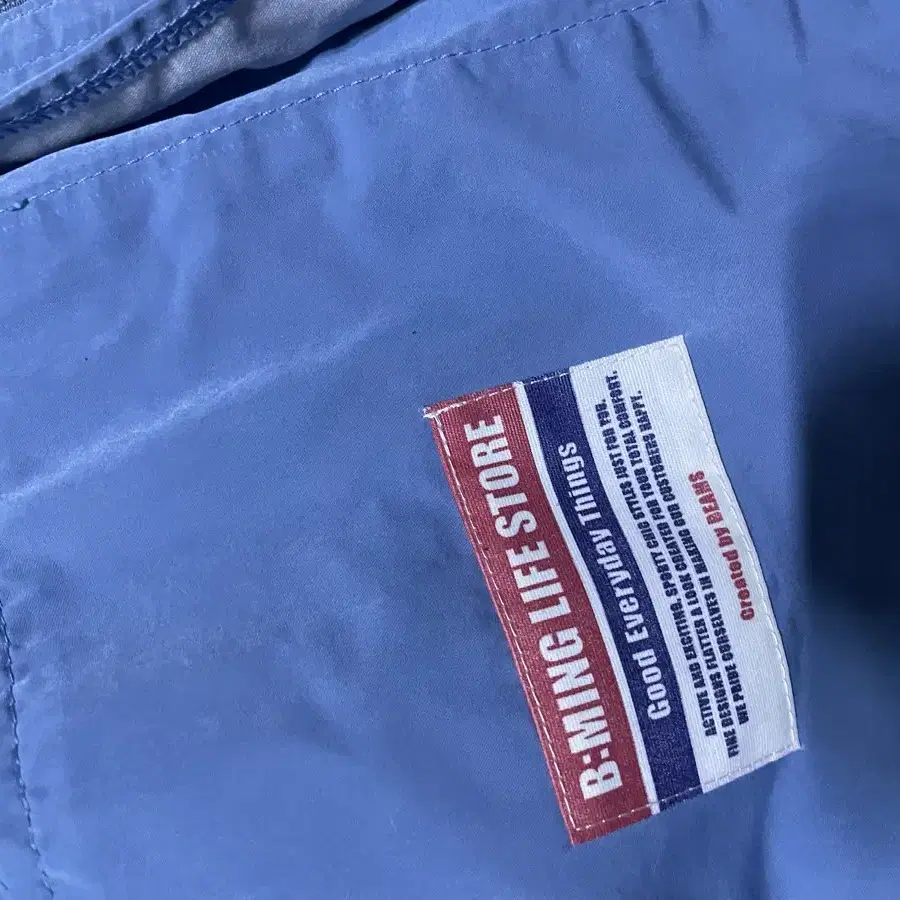 B:MING LIFE STORE
Good Everyday Things
ACTIVE AND EXCITING, SPORTY CHIC STYLES JUST FOR YOU.
FINE DESIGNS FLATTER A LOOK CREATED FOR YOUR TOTAL COMFORT.
WE PRIDE OURSELVES IN MAKING OUR CUSTOMERS HAPPY.
Created by BEAMS